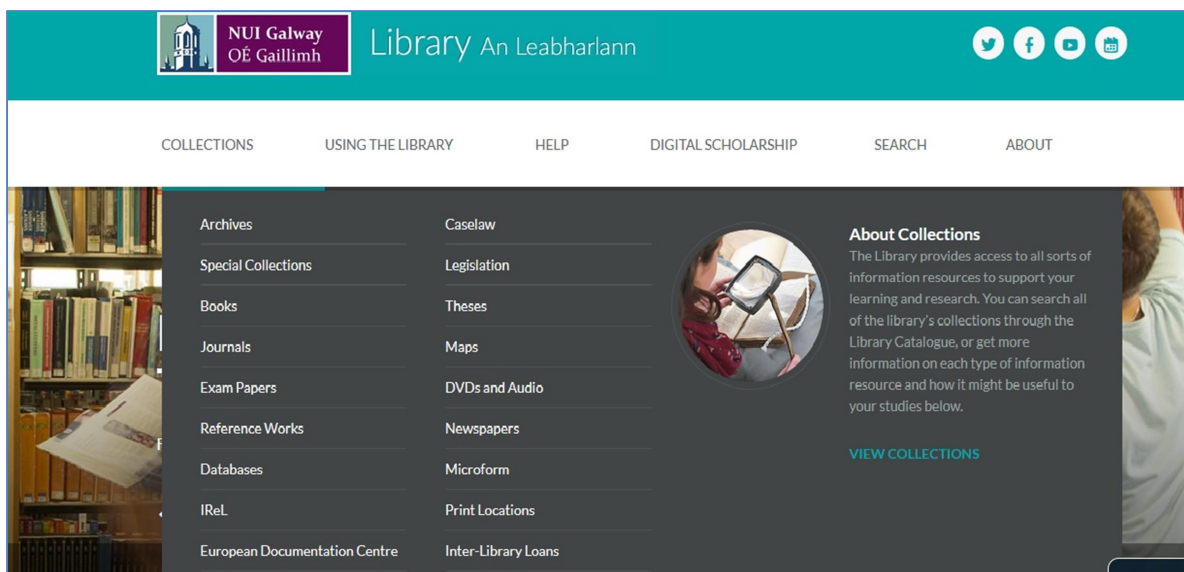 NUI Galway
OÉ Gaillimh
Library An Leabharlann
COLLECTIONS USING THE LIBRARY HELP DIGITAL SCHOLARSHIP SEARCH ABOUT
Archives
Special Collections
Books
Journals
Exam Papers
Reference Works
Databases
IReL
European Documentation Centre
Caselaw
Legislation
Theses
Maps
DVDs and Audio
Newspapers
Microform
Print Locations
Inter-Library Loans
About Collections
The Library provides access to all sorts of
information resources to support your
learning and research. You can search all
of the library's collections through the
Library Catalogue, or get more
information on each type of information
resource and how it might be useful to
your studies below.
VIEW COLLECTIONS